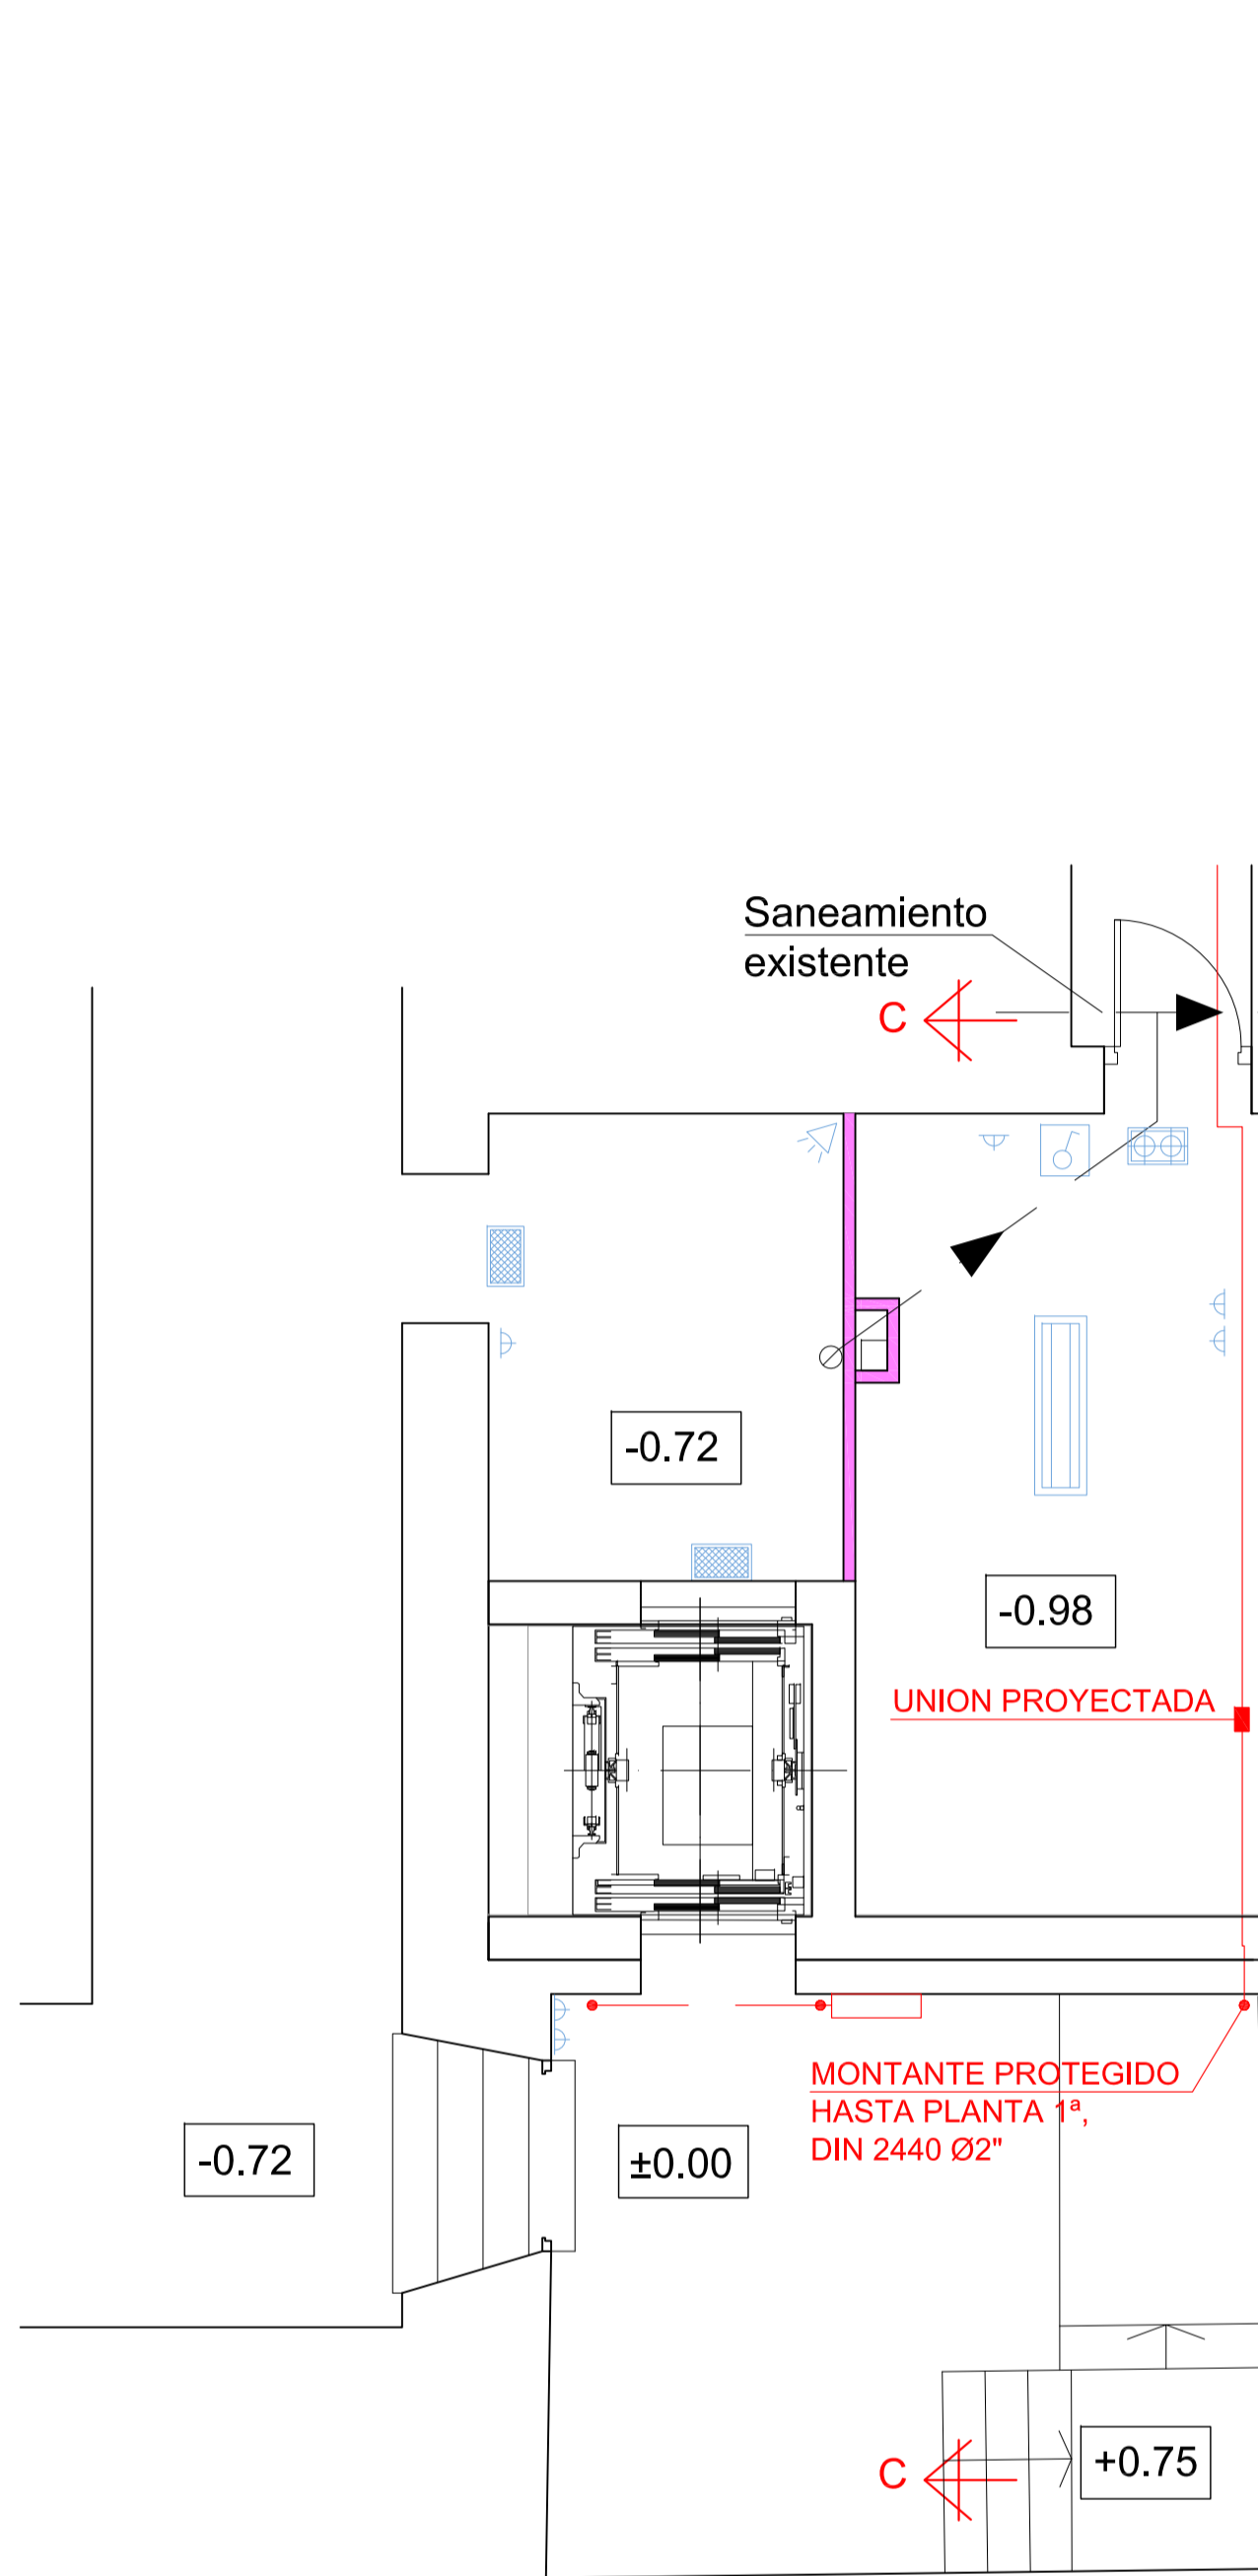 Saneamiento
existente
C
-0.72
-0.98
UNION PROYECTADA
MONTANTE PROTEGIDO
HASTA PLANTA 1ª,
DIN 2440 Ø2"
-0.72
±0.00
+0.75
C